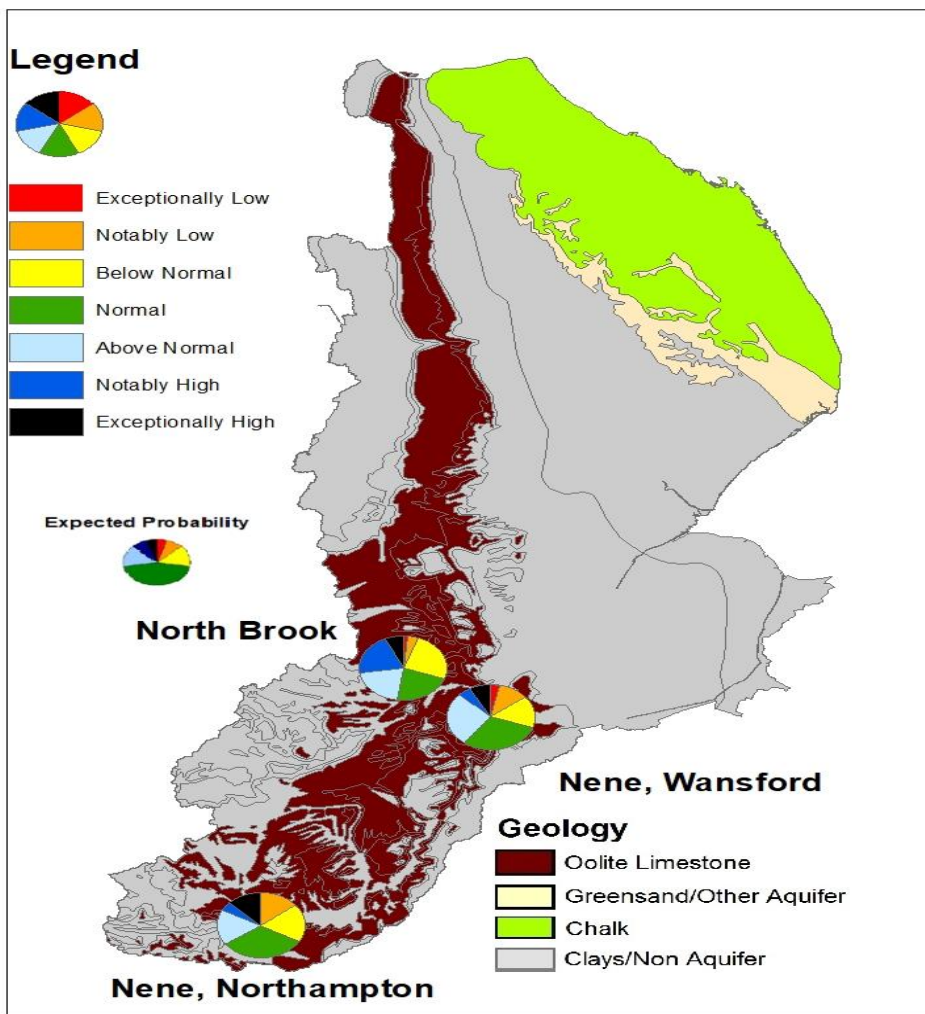 Legend
Exceptionally Low
Notably Low
Below Normal
Normal
Above Normal
Notably High
Exceptionally High
Expected Probability
North Brook
Nene, Wansford
Nene, Northampton
Geology
Oolite Limestone
Greensand/Other Aquifer
Chalk
Clays/Non Aquifer